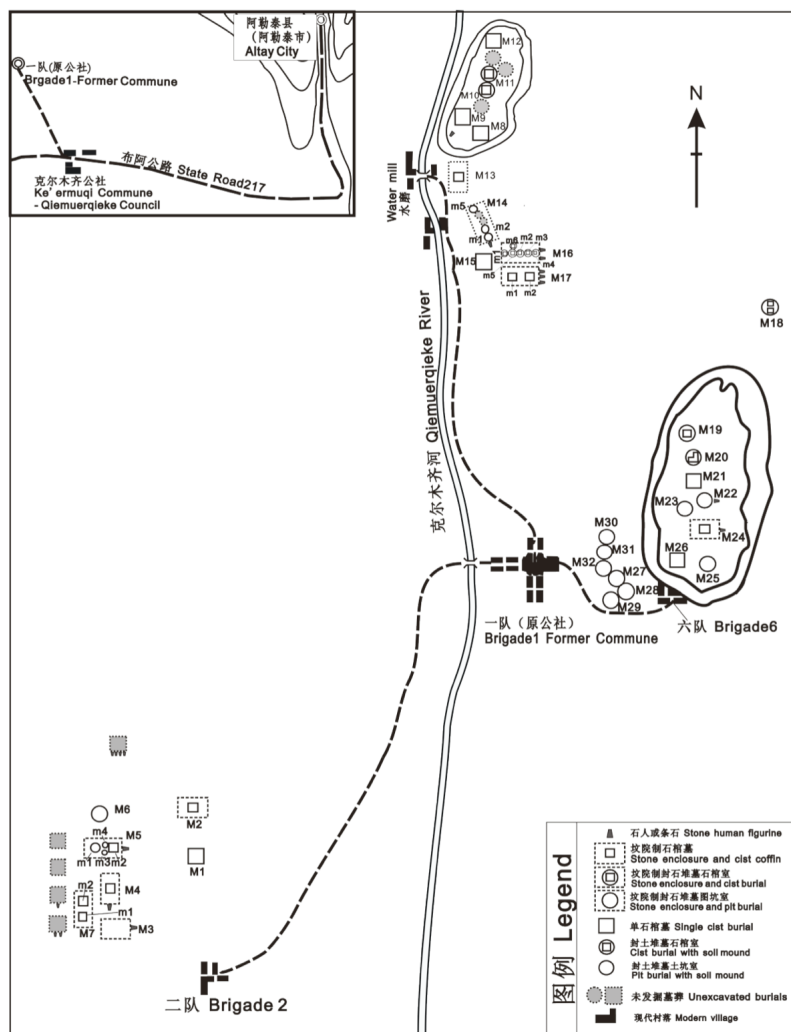 阿勒泰县
（阿勒泰市）
Altay City
一队(原公社)
Brgade1-Former Commune
布阿公路 State Road217
克尔木齐公社
Ke'ermuqi Commune
- Qiemuerqieke Council
M12
M11
M10
M9
M8
N
Water mill
水磨
M13
m5
M14
m2
m1
m6
m2
m3
M16
m1
m4
M15
m5
M17
m1
m2
M18
克尔木齐河 Qiemuerqieke River
M19
M20
M21
M22
M23
M24
M26
M25
M30
M31
M32
M27
M28
M29
一队（原公社）
Brigade1 Former Commune
六队 Brigade6
M6
m4
M5
m1
m3
m2
M2
M1
m2
M4
m1
M7
M3
二队 Brigade 2
图例 Legend
石人或条石 Stone human figurine
坟院制石棺墓
Stone enclosure and cist coffin
坟院制封石堆墓石棺室
Stone enclosure and cist burial
坟院制封石堆墓图坑室
Stone enclosure and pit burial
单石棺墓 Single cist burial
封土堆墓石棺室
Cist burial with soil mound
封土堆墓土坑室
Pit burial with soil mound
未发掘墓葬 Unexcavated burials
现代村落 Modern village